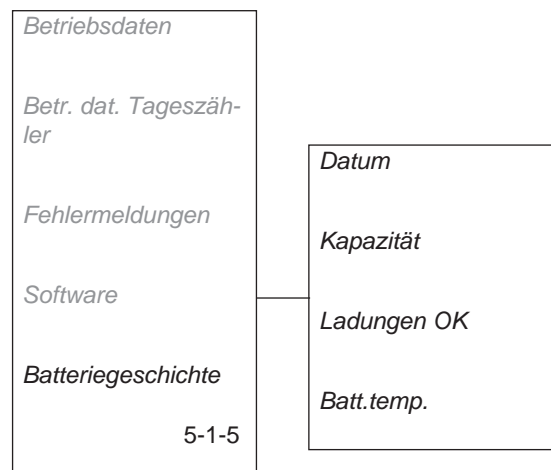 Betriebsdaten
Betr. dat. Tageszäh-
ler
Fehlermeldungen
Software
Batteriegeschichte
5-1-5
Datum
Kapazität
Ladungen OK
Batt.temp.